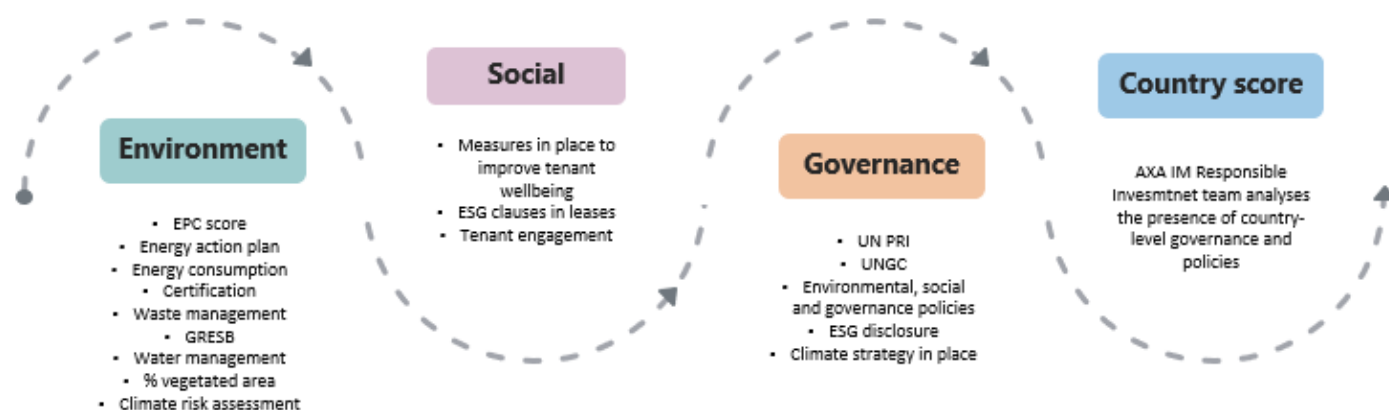 Environment
▪ EPC score
▪ Energy action plan
▪ Energy consumption
▪ Certification
▪ Waste management
▪ GRESB
▪ Water management
▪ % vegetated area
▪ Climate risk assessment
Social
▪ Measures in place to
improve tenant
wellbeing
▪ ESG clauses in leases
▪ Tenant engagement
Governance
▪ UN PRI
▪ UNGC
▪ Environmental, social
and governance policies
▪ ESG disclosure
▪ Climate strategy in place
Country score
AXA IM Responsible
Invesmtnet team analyses
the presence of country-
level governance and
policies